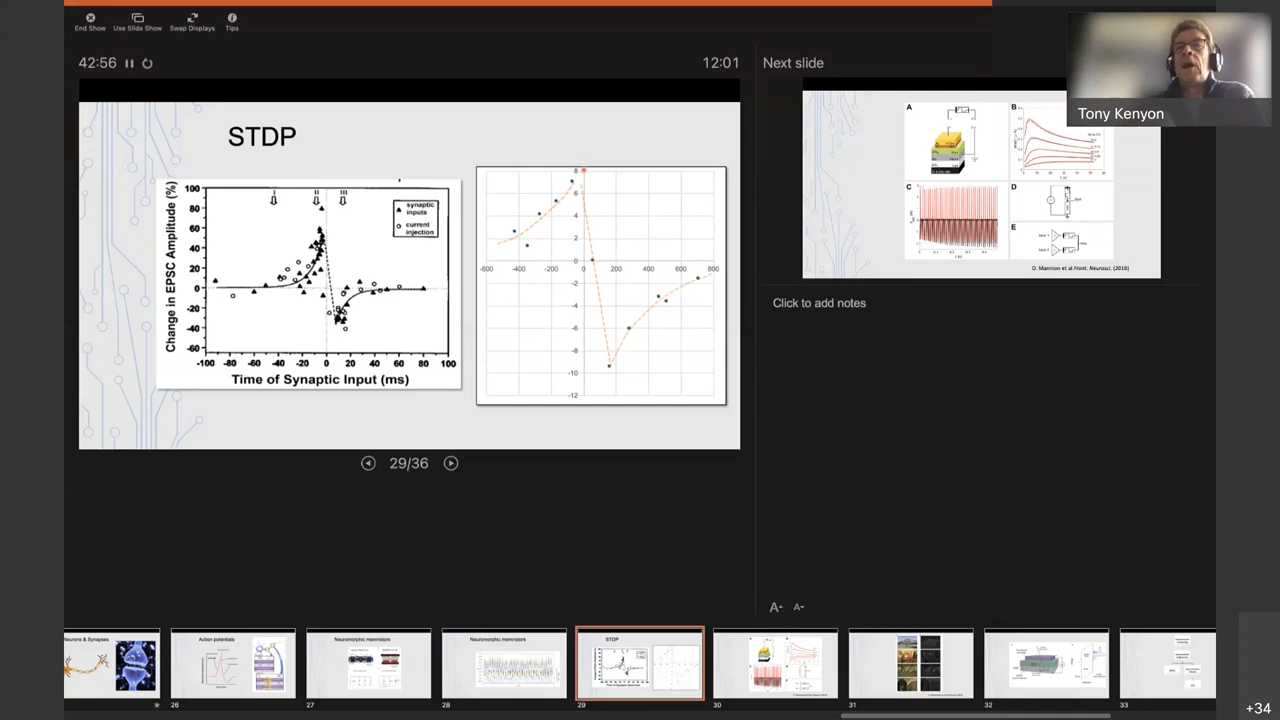 End Show
Use Slide Show
Swap Displays
Tips
42:56
12:01
Next slide
Tony Kenyon
STDP
Change in EPSC Amplitude (%)
100
80
60
40
20
0
-20
-40
-60
I
II
III
synaptic
inputs
current
injection
-100
-80
-60
-40
-20
0
20
40
60
80
100
Time of Synaptic Input (ms)
8
6
4
2
0
-2
-4
-6
-8
-10
-12
-600
-400
-200
200
400
600
800
A
B
C
D
E
D. Mannion et al Front. Neurosci. (2019)
Click to add notes
29/36
A
A
Neurons & Synapses
Action potentials
Neuromorphic memristors
Neuromorphic memristors
STDP
26
27
28
29
30
31
32
33
+34